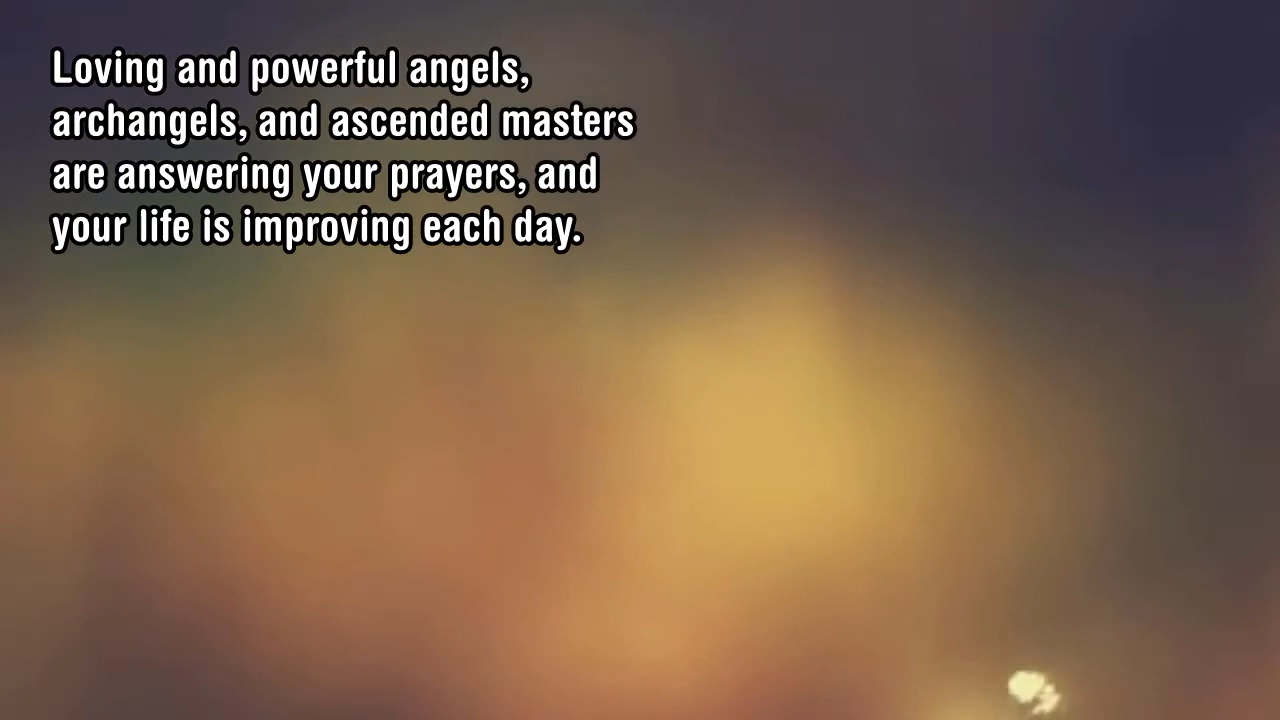 Loving and powerful angels,
archangels, and ascended masters
are answering your prayers, and
your life is improving each day.